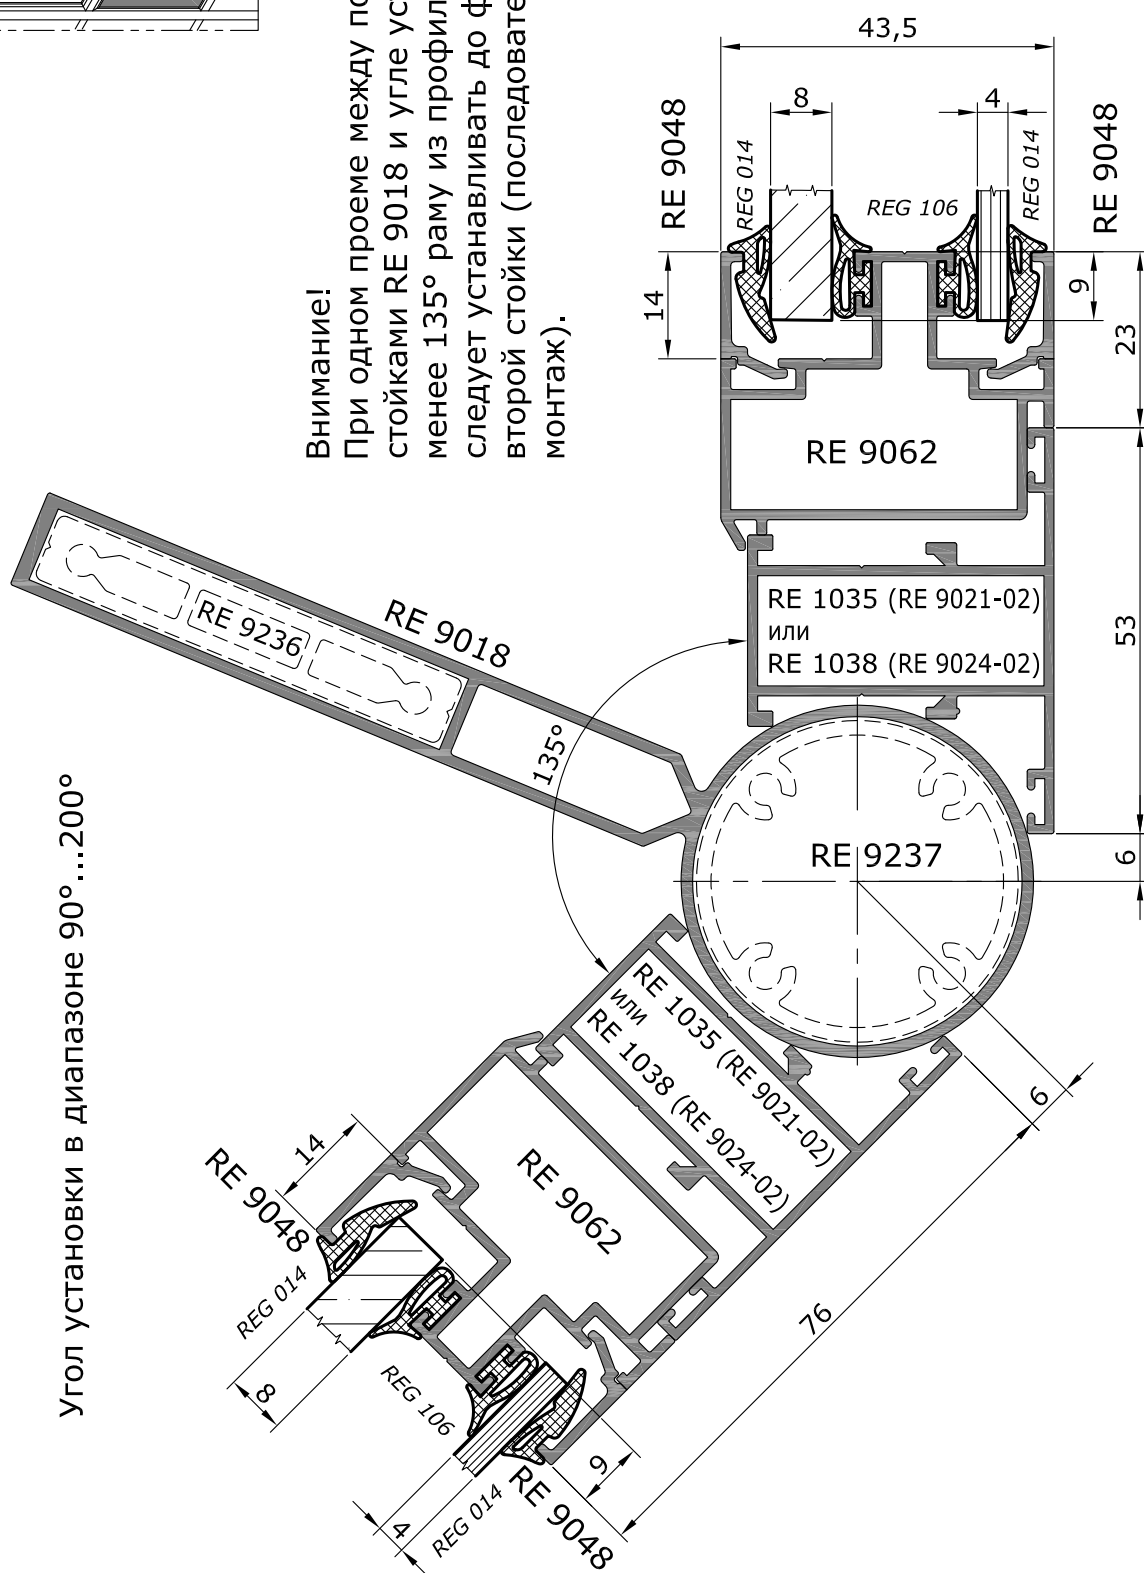 Внимание!
При одном проеме между
стойками RE 9018 и угле
менее 135° раму из
следует устанавливать до
второй стойки
монтаж).
Угол установки в диапазоне 90°...200°
43,5
8
4
RE 9048
REG 014
REG 106
REG 014
RE 9048
14
9
23
RE 9062
53
RE 1035 (RE 9021-02)
или
RE 1038 (RE 9024-02)
RE 9236
RE 9018
135°
RE 9237
6
RE 1035 (RE 9021-02)
или
RE 1038 (RE 9024-02)
6
14
RE 9048
RE 9062
REG 014
8
REG 106
76
9
4
REG 014
RE 9048